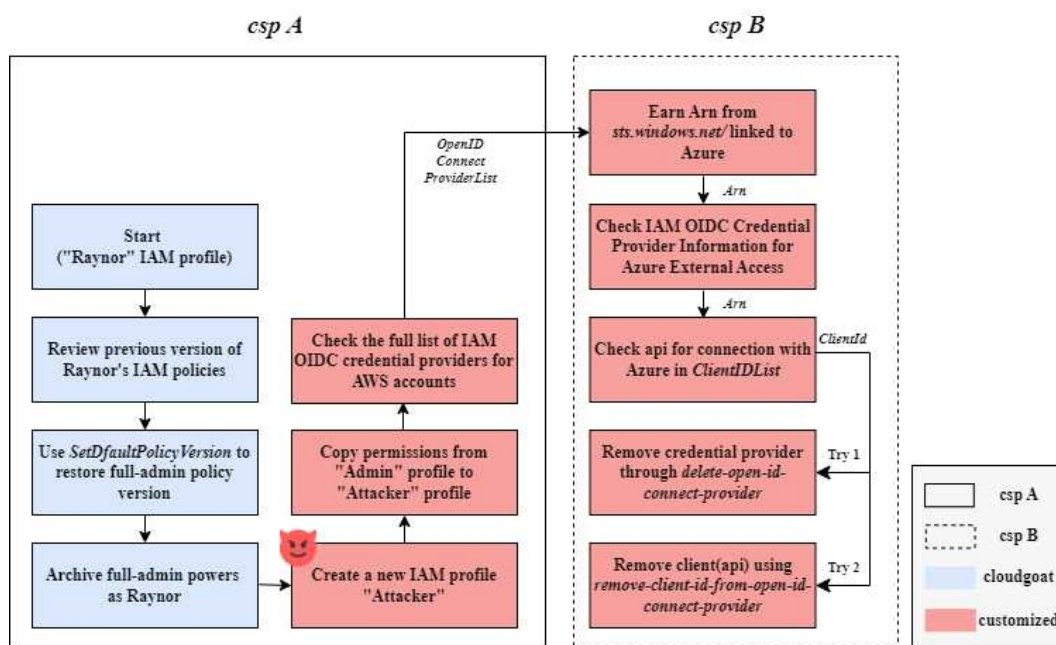 csp A
csp B
Start
("Raynor" IAM profile)
Review previous version of
Raynor's IAM policies
Use SetDfaultPolicyVersion to
restore full-admin policy
version
Archive full-admin powers
as Raynor
Create a new IAM profile
"Attacker"
Copy permissions from
"Admin" profile to
"Attacker" profile
Check the full list of IAM
OIDC credential providers for
AWS accounts
OpenID
Connect
ProviderList
Earn Arn from
sts.windows.net/ linked to
Azure
Arn
Check IAM OIDC Credential
Provider Information for
Azure External Access
Arn
Check api for connection with
Azure in ClientIDList
ClientId
Remove credential provider
through delete-open-id-
connect-provider
Try 1
Remove client(api) using
remove-client-id-from-open-id-
connect-provider
Try 2
csp A
csp B
cloudgoat
customized